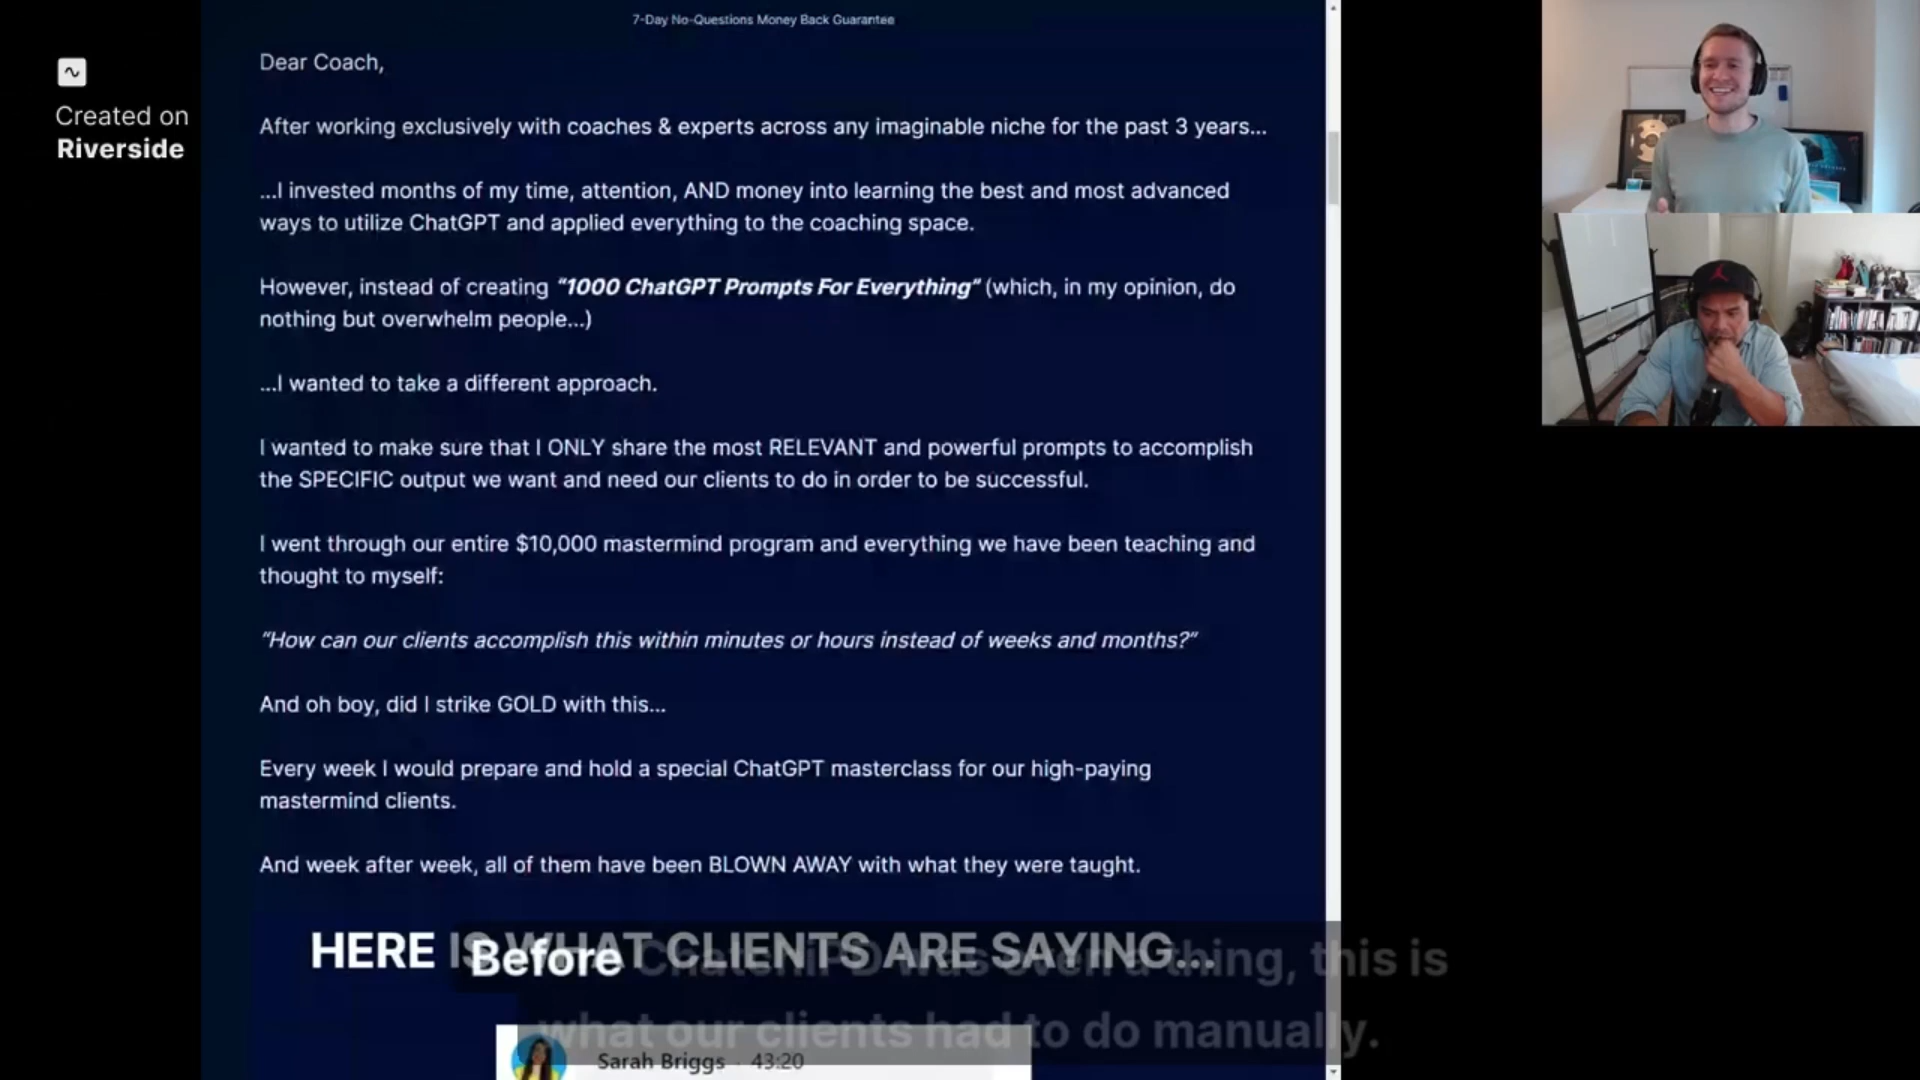 Created on
Riverside
7-Day No-Questions Money Back Guarantee
Dear Coach,
After working exclusively with coaches & experts across any imaginable niche for the past 3 years...
...I invested months of my time, attention, AND money into learning the best and most advanced
ways to utilize ChatGPT and applied everything to the coaching space.
However, instead of creating "1000 ChatGPT Prompts For Everything" (which, in my opinion, do
nothing but overwhelm people...)
...I wanted to take a different approach.
I wanted to make sure that I ONLY share the most RELEVANT and powerful prompts to accomplish
the SPECIFIC output we want and need our clients to do in order to be successful.
I went through our entire $10,000 mastermind program and everything we have been teaching and
thought to myself:
"How can our clients accomplish this within minutes or hours instead of weeks and months?"
And oh boy, did I strike GOLD with this...
Every week I would prepare and hold a special ChatGPT masterclass for our high-paying
mastermind clients.
And week after week, all of them have been BLOWN AWAY with what they were taught.
HERE IS WHAT CLIENTS ARE SAYING...
Before was even a thing, this is
what our clients had to do manually.
Sarah Briggs · 43:20